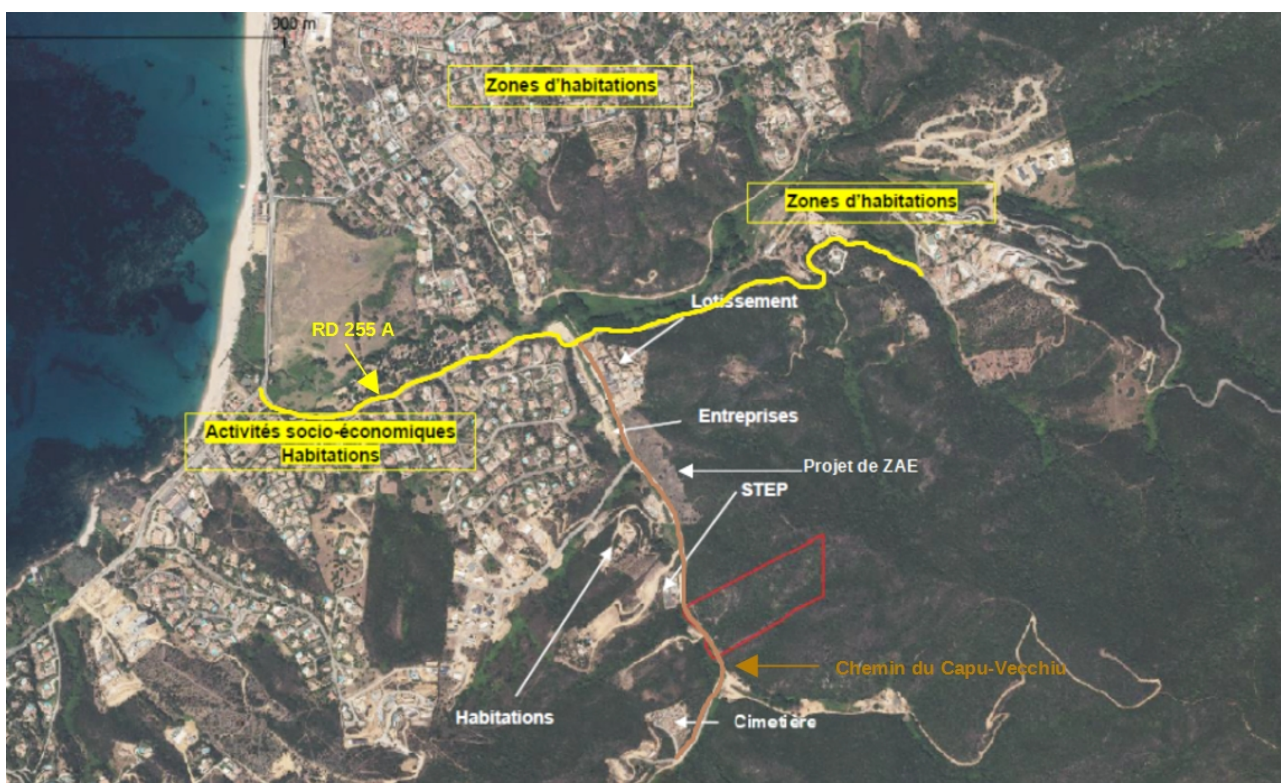 900 m
Zones d'habitations
Zones d'habitations
Lotissement
RD 255 A
Activités socio-économiques
Habitations
Entreprises
Projet de ZAE
STEP
Chemin du Capu-Vecchiu
Habitations
Cimetière